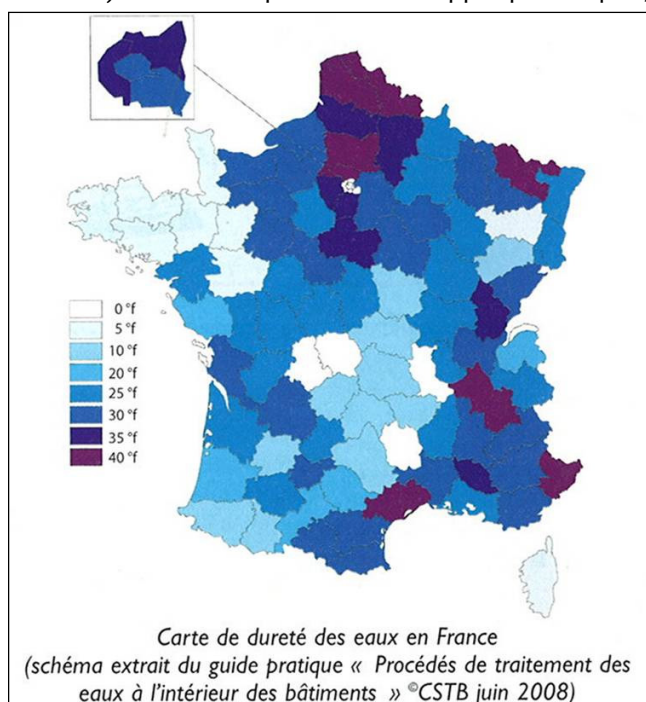 0 °f
5 °f
10 °f
20 °f
25 °f
30 °f
35 °f
40 °f
Carte de dureté des eaux en France
(schéma extrait du guide pratique « Procédés de traitement des
eaux à l'intérieur des bâtiments » ©CSTB juin 2008)